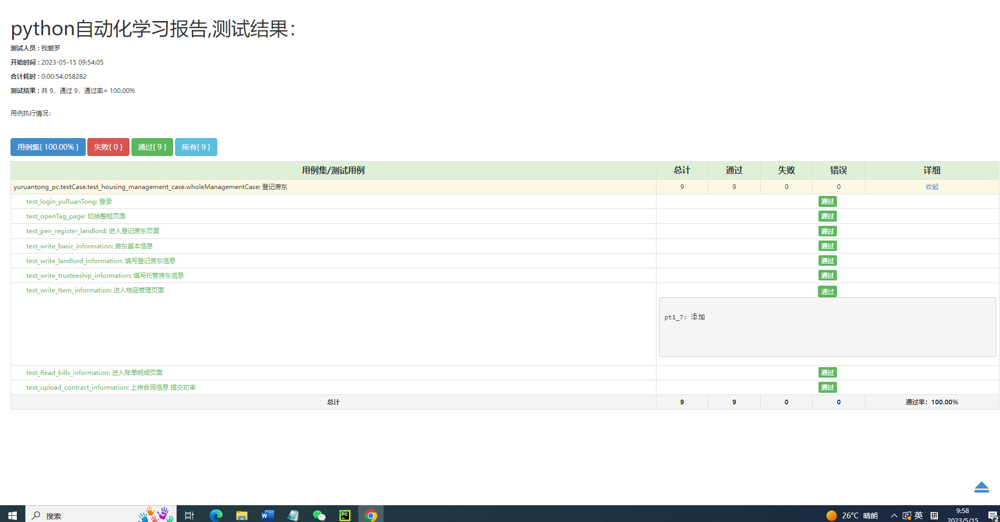 python自动化学习报告,测试结果：
测试人员 : 我爱罗
开始时间 : 2023-05-15 09:54:05
合计耗时 : 0:00:54.058282
测试结果 : 共 9，通过 9，通过率= 100.00%
用例执行情况:
用例集{ 100.00% } 失败{ 0 } 通过{ 9 } 所有{ 9 }
用例集/测试用例 总计 通过 失败 错误 详细
yuruantong_pc.testCase.test_housing_management_case.wholeManagementCase: 登记房东 9 9 0 0 收起
test_login_yuRuanTong: 登录 通过
test_openTag_page: 切换整租页面 通过
test_pen_register_landlord: 进入登记房东页面 通过
test_write_basic_information: 房东基本信息 通过
test_write_landlord_information: 填写登记房东信息 通过
test_write_trusteeship_information: 填写托管房东信息 通过
test_write_Item_information: 进入物品管理页面 通过
pt1_7: 添加
test_Read_bills_information: 进入账单明细页面 通过
test_upload_contract_information: 上传合同信息 提交初审 通过
总计 9 9 0 0 通过率：100.00%
搜索 26°C 晴朗 英 拼 9:58
2023/5/15 2